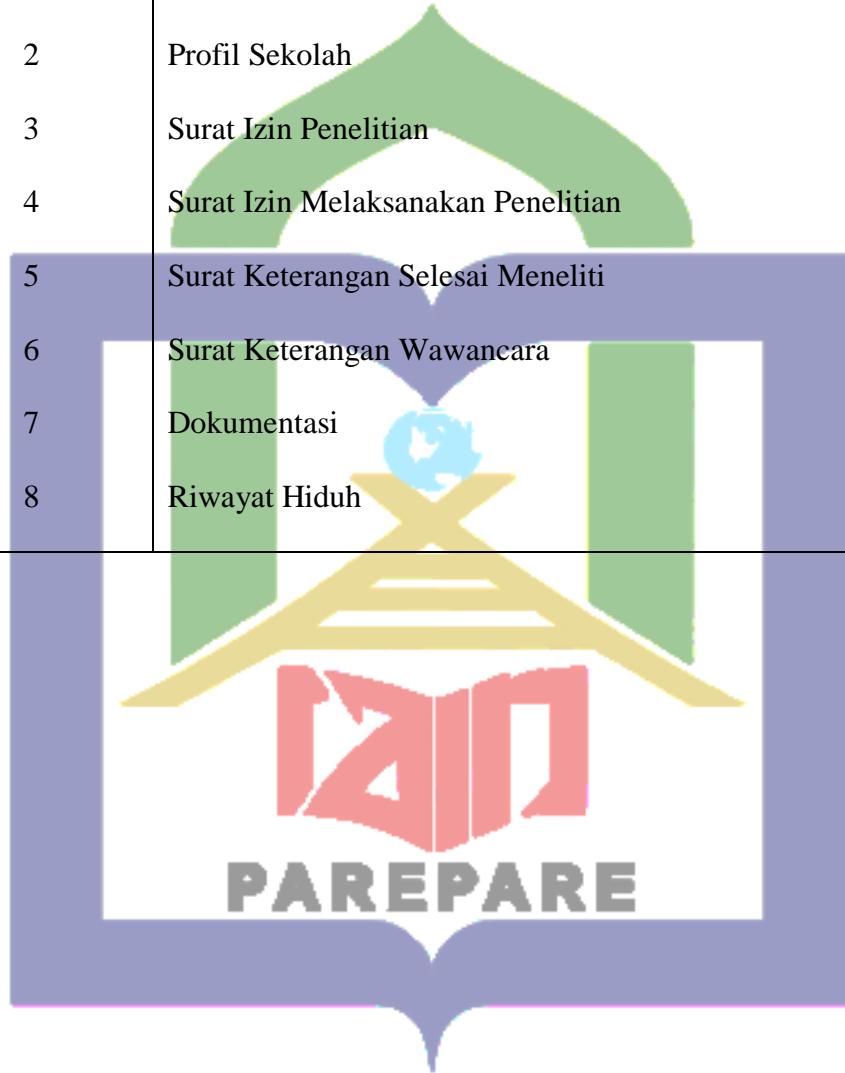 2 Profil Sekolah
3 Surat Izin Penelitian
4 Surat Izin Melaksanakan Penelitian
5 Surat Keterangan Selesai Meneliti
6 Surat Keterangan Wawancara
7 Dokumentasi
8 Riwayat Hiduh
iain
PAREPARE